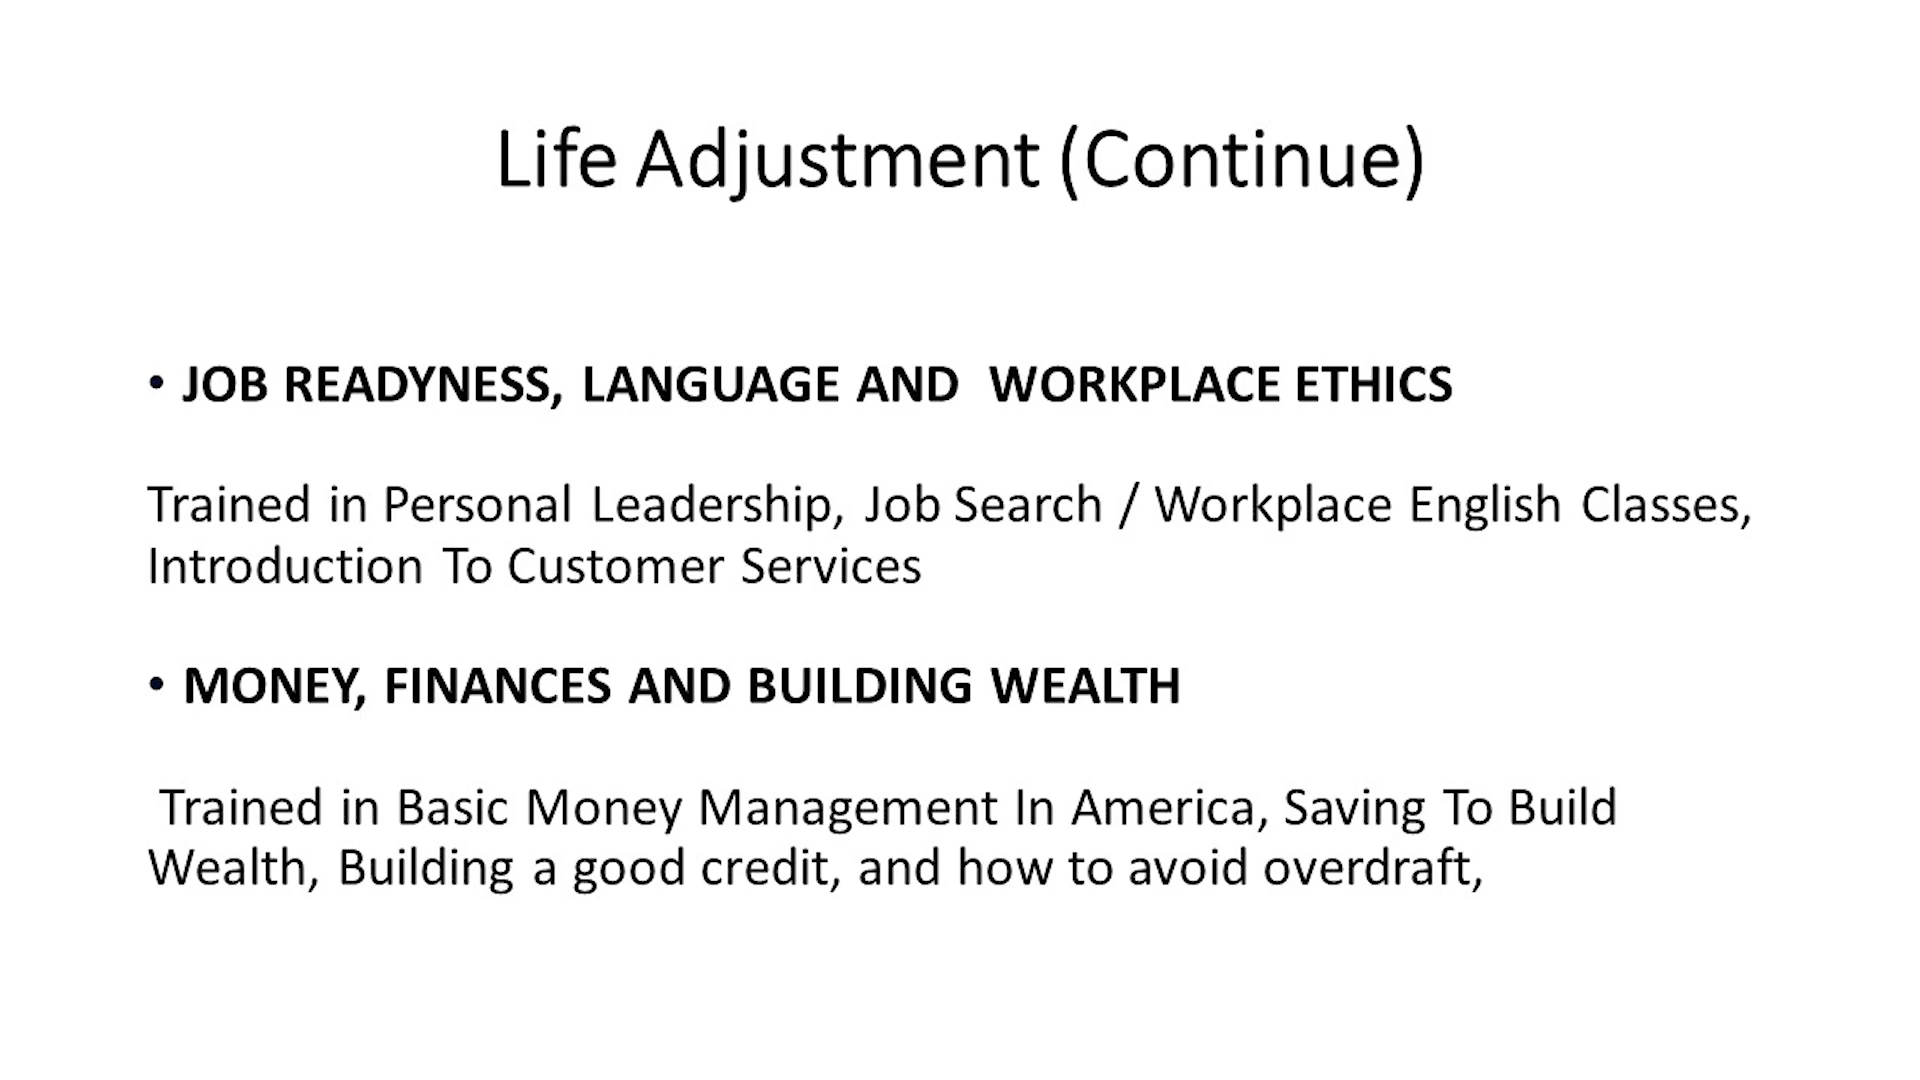 Life Adjustment (Continue)
• JOB READYNESS, LANGUAGE AND  WORKPLACE ETHICS
Trained in Personal Leadership, Job Search / Workplace English Classes,
Introduction To Customer Services
• MONEY, FINANCES AND BUILDING WEALTH
Trained in Basic Money Management In America, Saving To Build
Wealth, Building a good credit, and how to avoid overdraft,